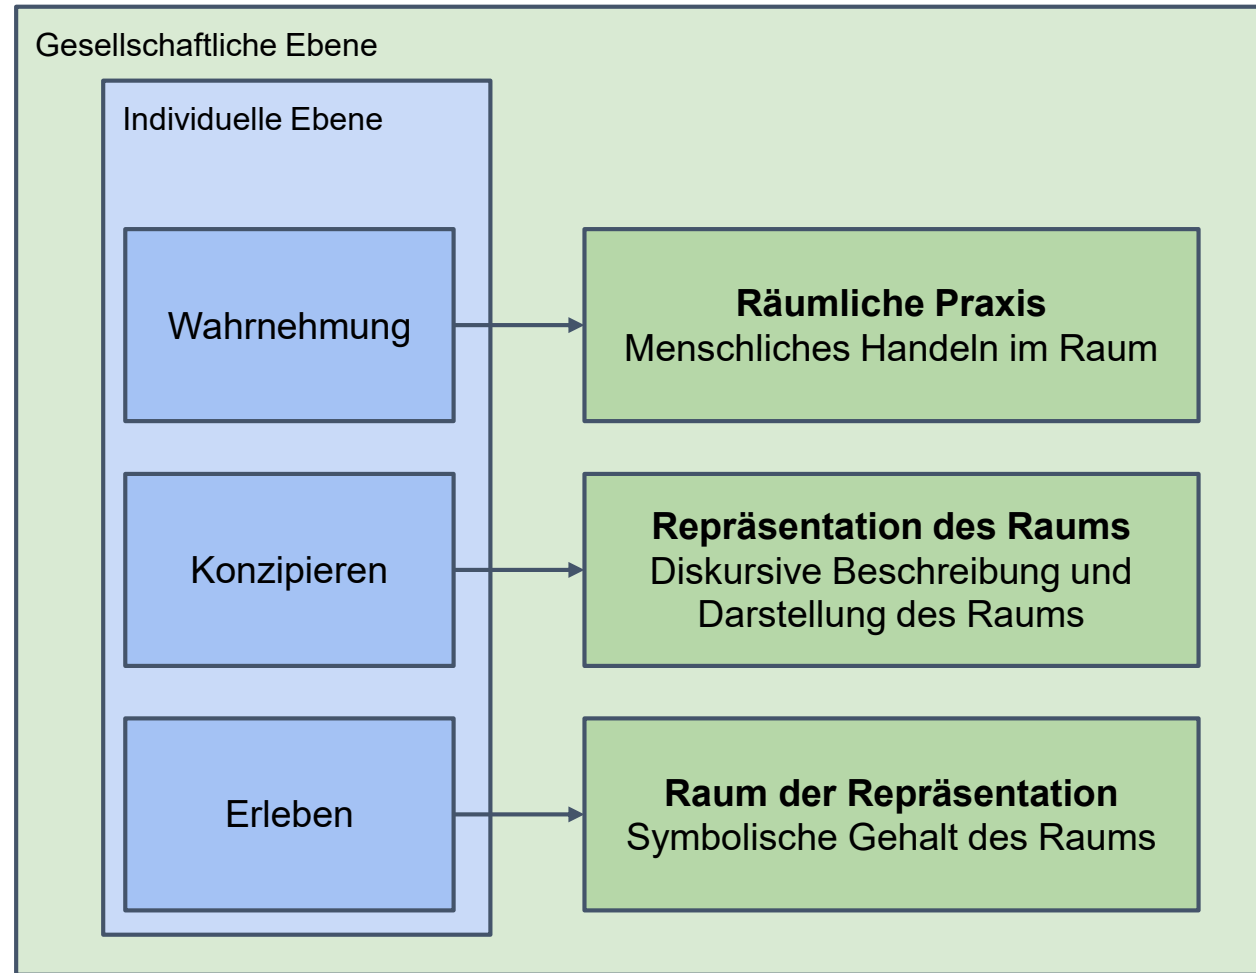 Gesellschaftliche Ebene
Individuelle Ebene
Wahrnehmung
Räumliche Praxis
Menschliches Handeln im Raum
Konzipieren
Repräsentation des Raums
Diskursive Beschreibung und
Darstellung des Raums
Erleben
Raum der Repräsentation
Symbolische Gehalt des Raums